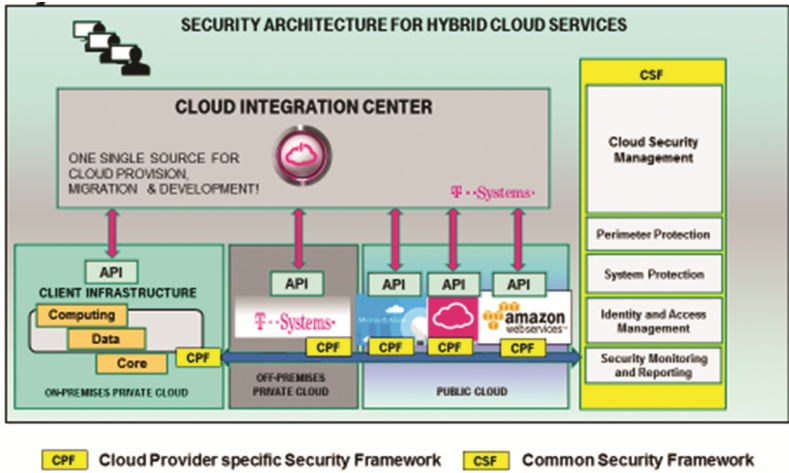 SECURITY ARCHITECTURE FOR HYBRID CLOUD SERVICES
CLOUD INTEGRATION CENTER
ONE SINGLE SOURCE FOR
CLOUD PROVISION,
MIGRATION & DEVELOPMENT!
T··Systems·
API
CLIENT INFRASTRUCTURE
Computing
Data
Core
CPF
ON-PREMISES PRIVATE CLOUD
API
T··Systems·
CPF
OFF-PREMISES
PRIVATE CLOUD
API
Microsoft Azure
CPF
API
CPF
API
amazon
webservices™
CPF
PUBLIC CLOUD
CSF
Cloud Security
Management
Perimeter Protection
System Protection
Identity and Access
Management
Security Monitoring
and Reporting
CPF Cloud Provider specific Security Framework CSF Common Security Framework